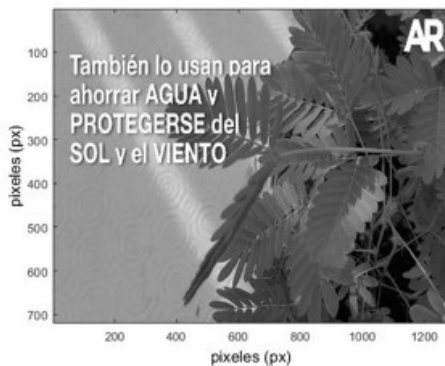 También lo usan para
ahorrar AGUA y
PROTEGERSE del
SOL y el VIENTO
AR
100
200
300
400
500
600
700
200
400
600
800
1000
1200
pixeles (px)
pixeles (px)